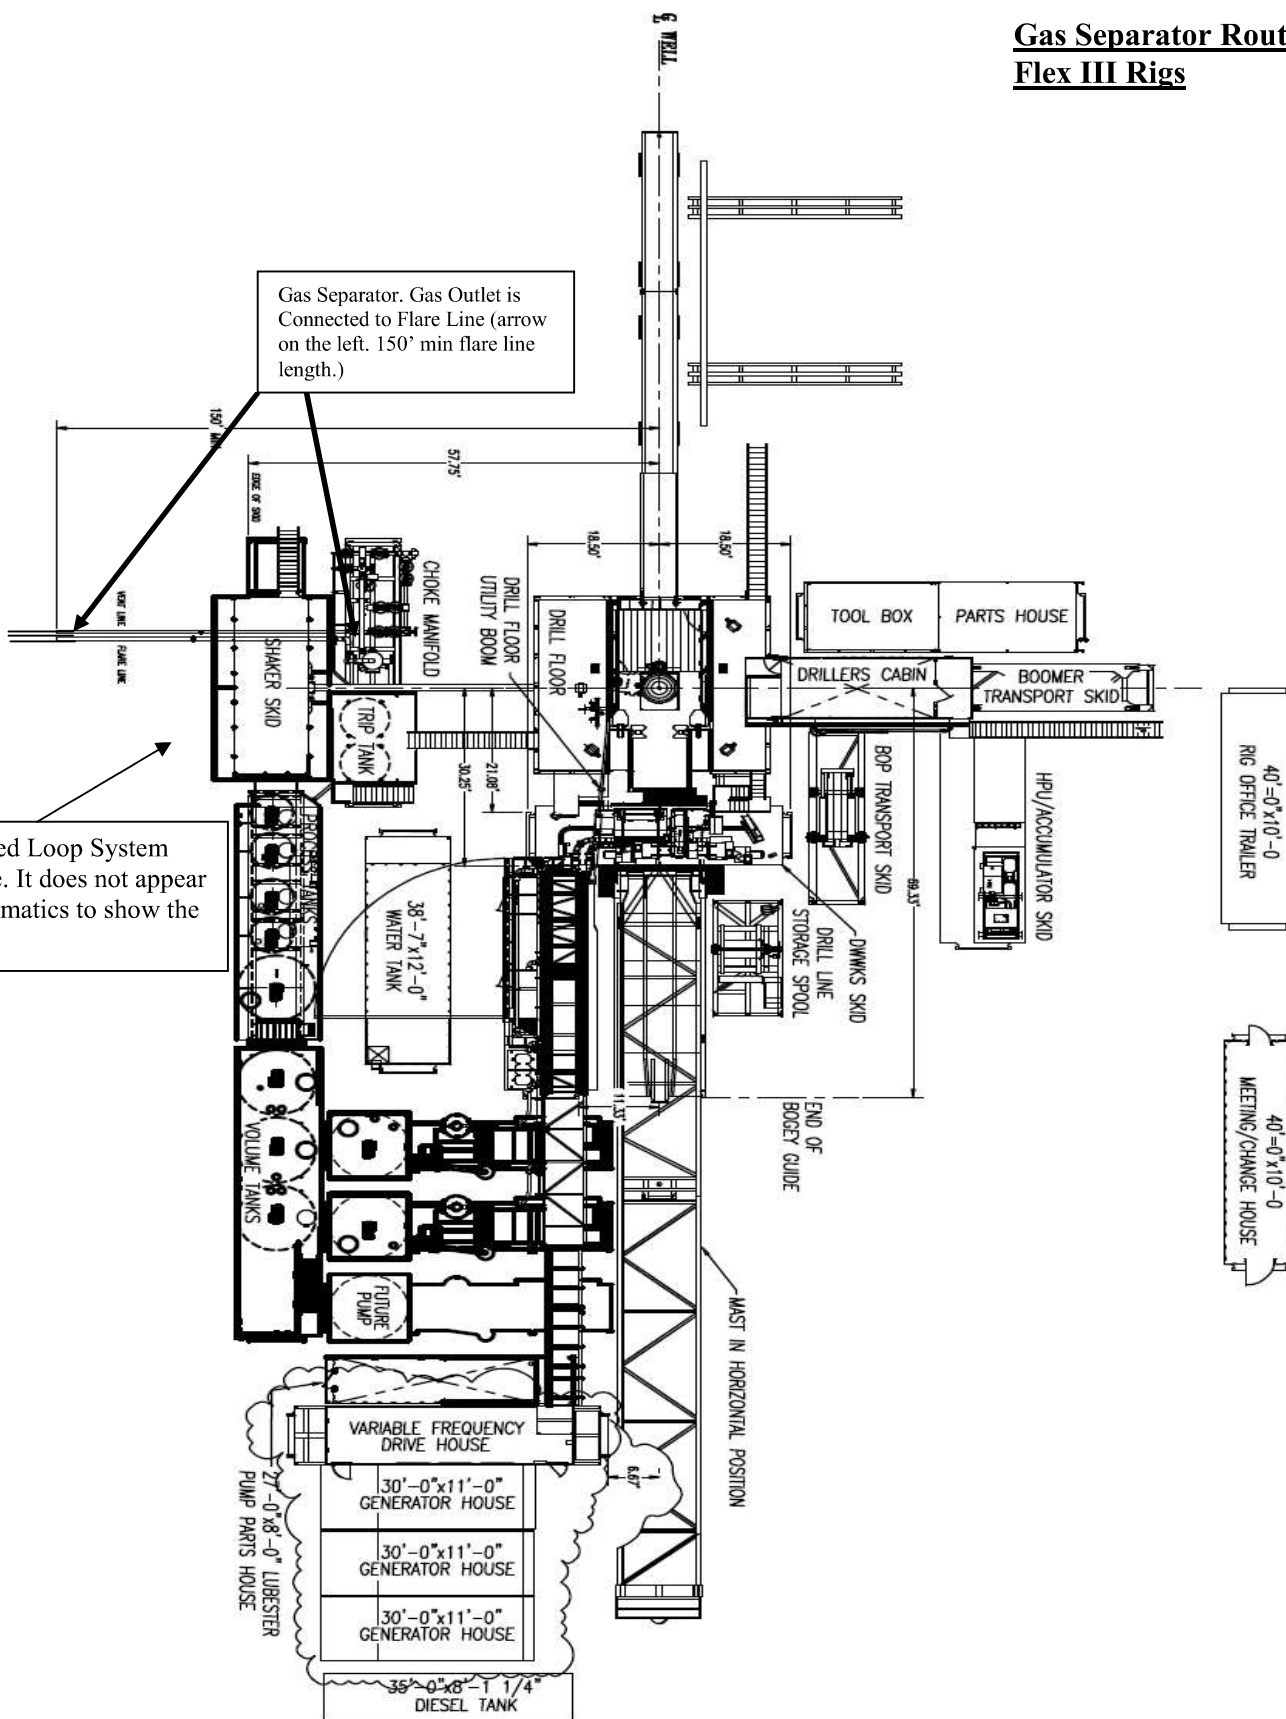 Gas Separator Rout
Flex III Rigs
WELL
Gas Separator. Gas Outlet is
Connected to Flare Line (arrow
on the left. 150’ min flare line
length.)
150' MIN
57.75'
EDGE OF SKID
18.50'
18.50'
CHOKE MANIFOLD
DRILL FLOOR
UTILITY BOOM
DRILL FLOOR
TOOL BOX
PARTS HOUSE
DRILLERS CABIN
BOOMER
TRANSPORT SKID
VENT LINE
FLARE LINE
SHAKER SKID
TRIP TANK
21.08'
30.25'
BOP TRANSPORT SKID
HPU/ACCUMULATOR SKID
40'=0"x10'-0
RIG OFFICE TRAILER
69.33'
ed Loop System
e. It does not appear
matics to show the
PROCESS TANKS
38'-7"x12'-0"
WATER TANK
DWWKS SKID
DRILL LINE
STORAGE SPOOL
11.33'
END OF
BOGEY GUIDE
40'=0"x10'-0
MEETING/CHANGE HOUSE
VOLUME TANKS
FUTURE
PUMP
MAST IN HORIZONTAL POSITION
VARIABLE FREQUENCY
DRIVE HOUSE
6.67'
27'-0"x8'-0" LUBESTER
PUMP PARTS HOUSE
30'-0"x11'-0"
GENERATOR HOUSE
30'-0"x11'-0"
GENERATOR HOUSE
30'-0"x11'-0"
GENERATOR HOUSE
35'-0"x8'-1 1/4"
DIESEL TANK